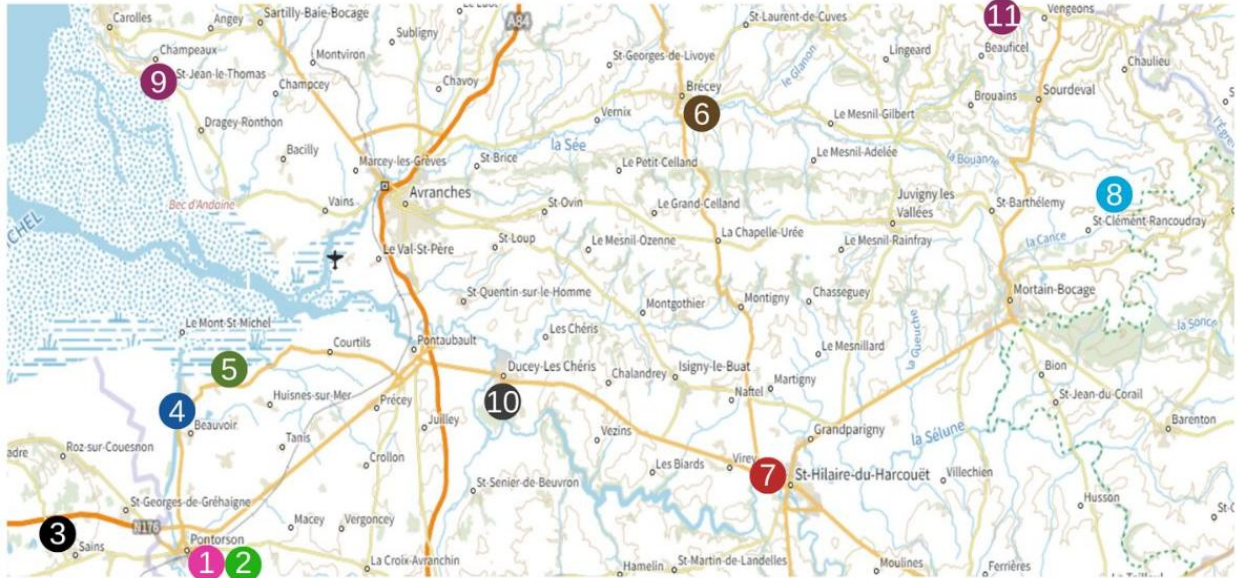 Carolles
Angey
Sartilly-Baie-Bocage
A84
St-Laurent-de-Cuves
11
Vengeons
Subligny
Beauficel
Champeaux
Montviron
St-Georges-de-Livoye
le Glanon
Lingeard
Chaulieu
9
St-Jean-le-Thomas
Champcey
Chavoy
Brécey
6
Brouains
Sourdeval
Dragey-Ronthon
Vernix
Le Mesnil-Gilbert
la Sée
Bacilly
Marcey-les-Grèves
St-Brice
Le Petit-Celland
Le Mesnil-Adelée
Avranches
8
Bec d'Andaine
Vains
St-Ovin
Le Grand-Celland
Juvigny les
Vallées
St-Barthélemy
St-Clément-Rancoudray
La Chapelle-Urée
la Cance
Le Val-St-Père
St-Loup
Le Mesnil-Ozenne
Le Mesnil-Rainfray
St-Quentin-sur-le-Homme
Montgothier
Montigny
Chasseguey
Mortain-Bocage
Le Mont-St-Michel
Les Chéris
la Sonce
Courtils
Pontaubault
Le Mesnillard
5
Ducey-Les Chéris
Chalandrey
Isigny-le-Buat
Martigny
Bion
Huisnes-sur-Mer
Précey
10
Naftel
St-Jean-du-Corail
4
Beauvoir
Juilley
Grandparigny
la Sélune
Barenton
Roz-sur-Couesnon
Tanis
Vezins
Crollon
Les Biards
Virey
7
St-Hilaire-du-Harcouët
Villechien
St-Senier-de-Beuvron
Husson
St-Georges-de-Gréhaigne
3
Sains
N176
Macey
Vergoncey
Pontorson
1
2
La Croix-Avranchin
Hamelin
St-Martin-de-Landelles
Moulines
Ferrières